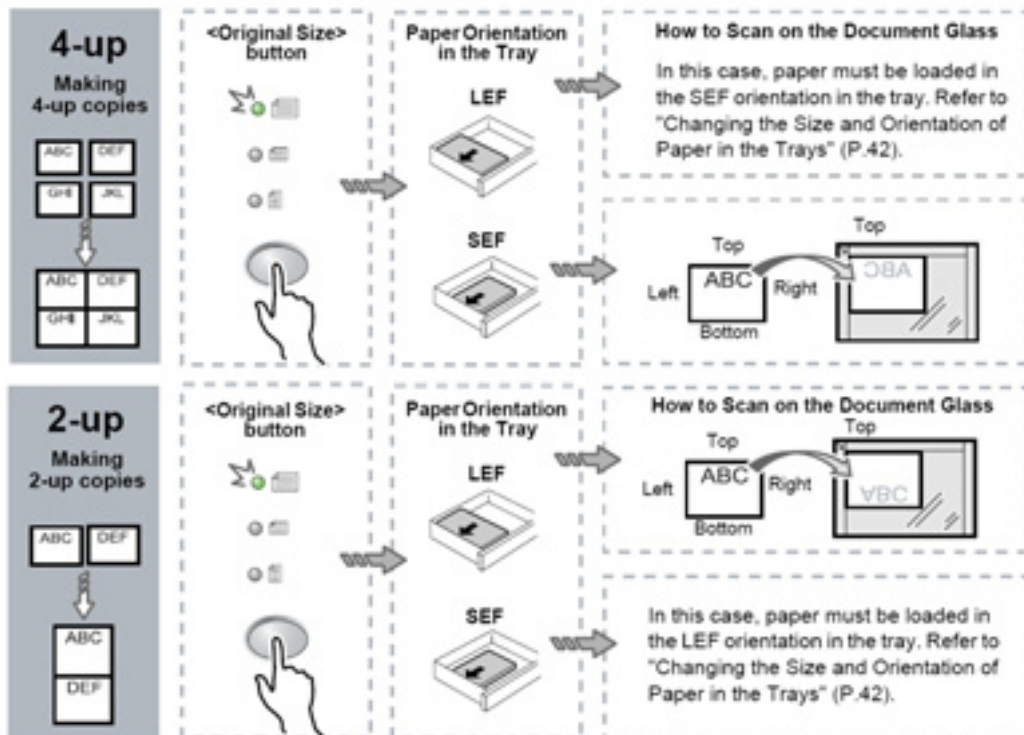 4-up
Making
4-up copies
ABC DEF
GHI JKL
ABC DEF
GHI JKL
<Original Size>
button
Paper Orientation
in the Tray
LEF
SEF
How to Scan on the Document Glass
In this case, paper must be loaded in
the SEF orientation in the tray. Refer to
"Changing the Size and Orientation of
Paper in the Trays" (P.42).
Top
Left ABC Right
Bottom
Top
ABC
2-up
Making
2-up copies
ABC DEF
ABC
DEF
<Original Size>
button
Paper Orientation
in the Tray
LEF
SEF
How to Scan on the Document Glass
Top
Left ABC Right
Bottom
Top
ABC
In this case, paper must be loaded in
the LEF orientation in the tray. Refer to
"Changing the Size and Orientation of
Paper in the Trays" (P.42).